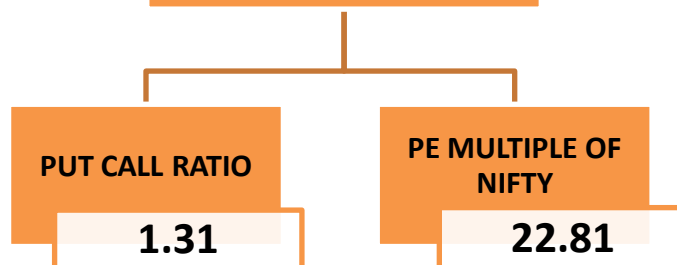 PUT CALL RATIO
1.31
PE MULTIPLE OF
NIFTY
22.81